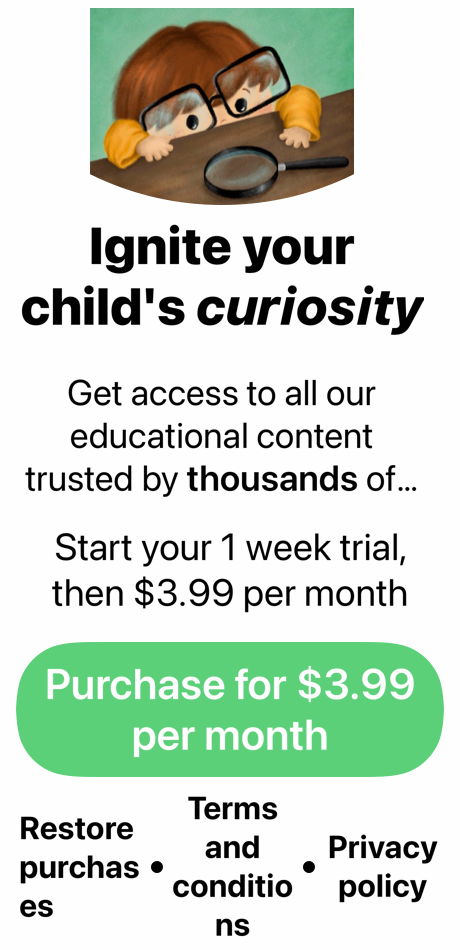 Ignite your
child's curiosity
Get access to all our
educational content
trusted by thousands of…
Start your 1 week trial,
then $3.99 per month
Purchase for $3.99
per month
Restore
purchas
es
•
Terms
and
conditio
ns
•
Privacy
policy